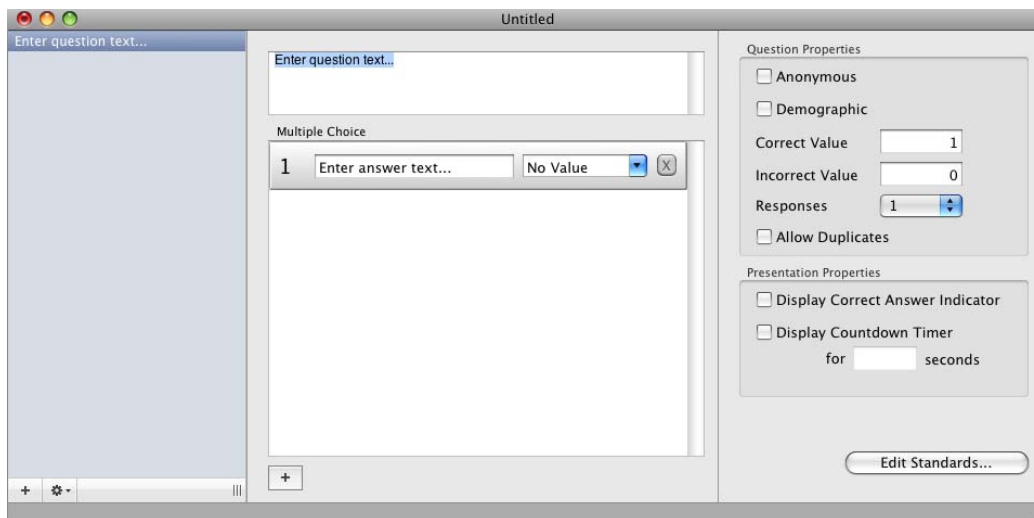 Untitled
Enter question text...
Enter question text...
Multiple Choice
1 Enter answer text... No Value X
+
+
Question Properties
Anonymous
Demographic
Correct Value 1
Incorrect Value 0
Responses 1
Allow Duplicates
Presentation Properties
Display Correct Answer Indicator
Display Countdown Timer
for seconds
Edit Standards...